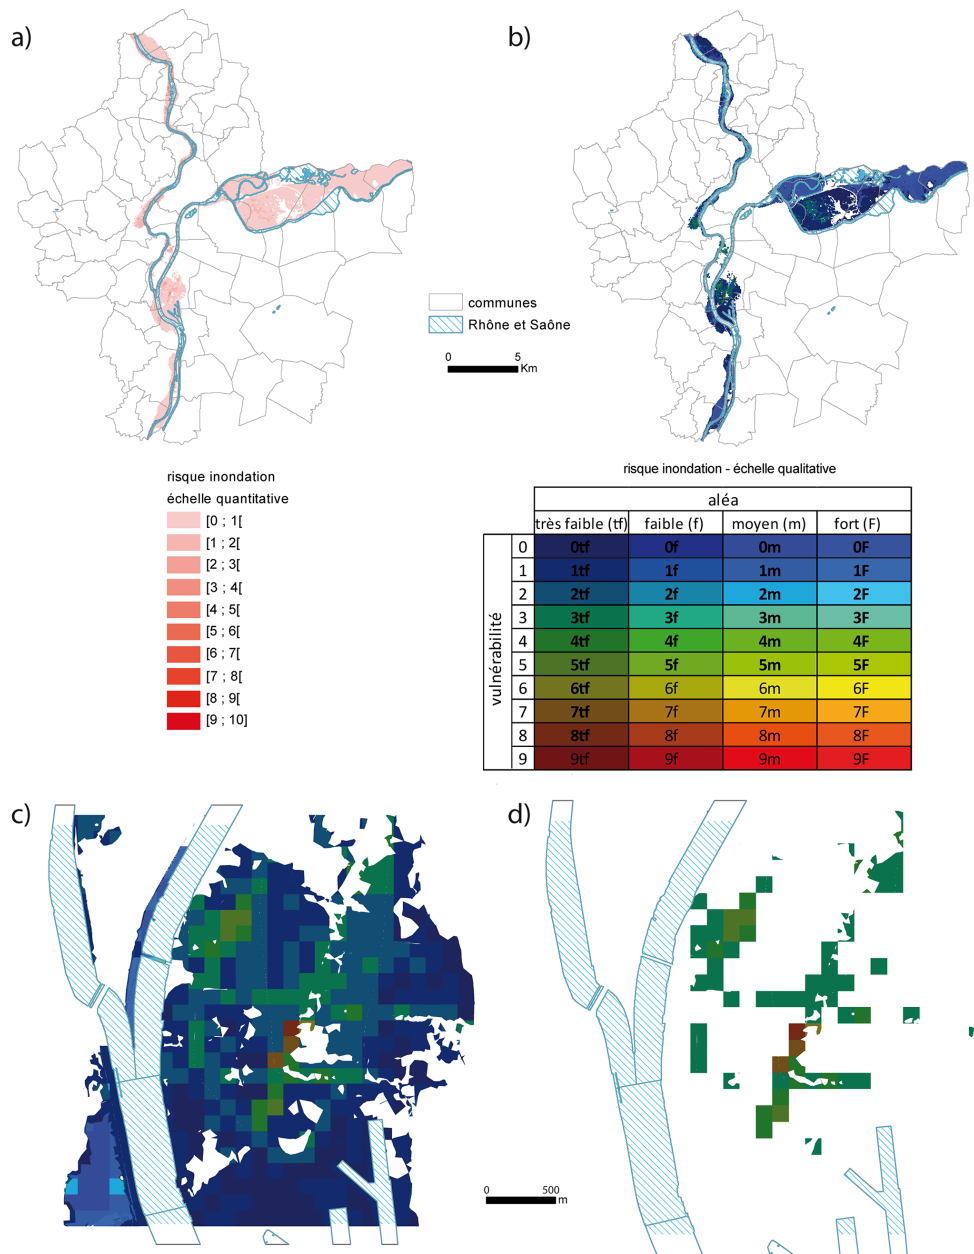 a)
b)
communes
Rhône et Saône
0 5
Km
risque inondation
échelle quantitative
[0 ; 1[
[1 ; 2[
[2 ; 3[
[3 ; 4[
[4 ; 5[
[5 ; 6[
[6 ; 7[
[7 ; 8[
[8 ; 9[
[9 ; 10]
risque inondation - échelle qualitative
aléa
très faible (tf) faible (f) moyen (m) fort (F)
vulnérabilité
0 0tf 0f 0m 0F
1 1tf 1f 1m 1F
2 2tf 2f 2m 2F
3 3tf 3f 3m 3F
4 4tf 4f 4m 4F
5 5tf 5f 5m 5F
6 6tf 6f 6m 6F
7 7tf 7f 7m 7F
8 8tf 8f 8m 8F
9 9tf 9f 9m 9F
c)
d)
0 500
m